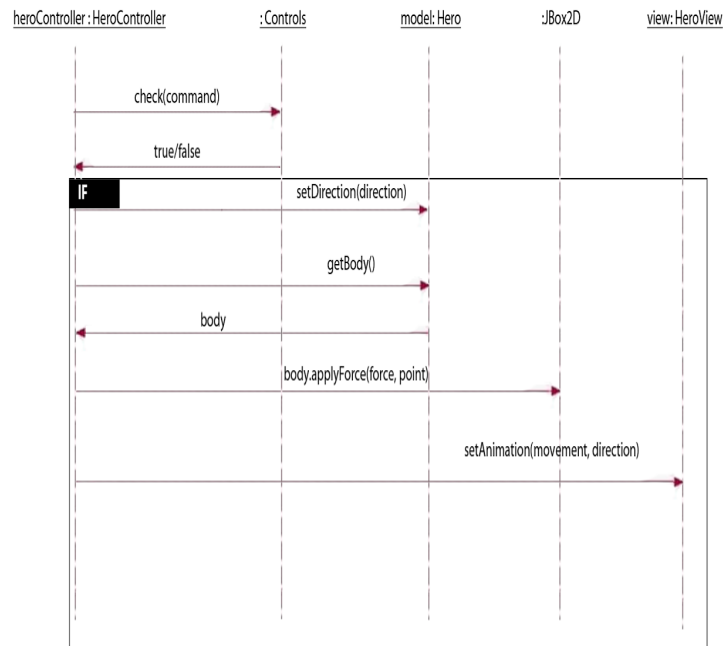 heroController : HeroController : Controls model: Hero :JBox2D view: HeroView
check(command)
true/false
IF setDirection(direction)
getBody()
body
body.applyForce(force, point)
setAnimation(movement, direction)